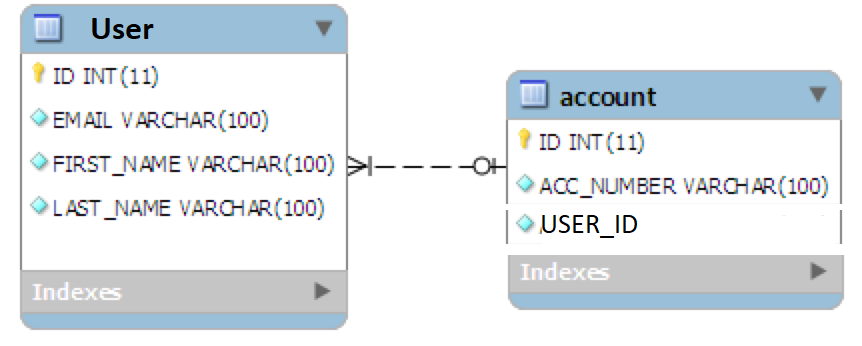 User
ID INT(11)
EMAIL VARCHAR(100)
FIRST_NAME VARCHAR(100)
LAST_NAME VARCHAR(100)
Indexes
account
ID INT(11)
ACC_NUMBER VARCHAR(100)
USER_ID
Indexes